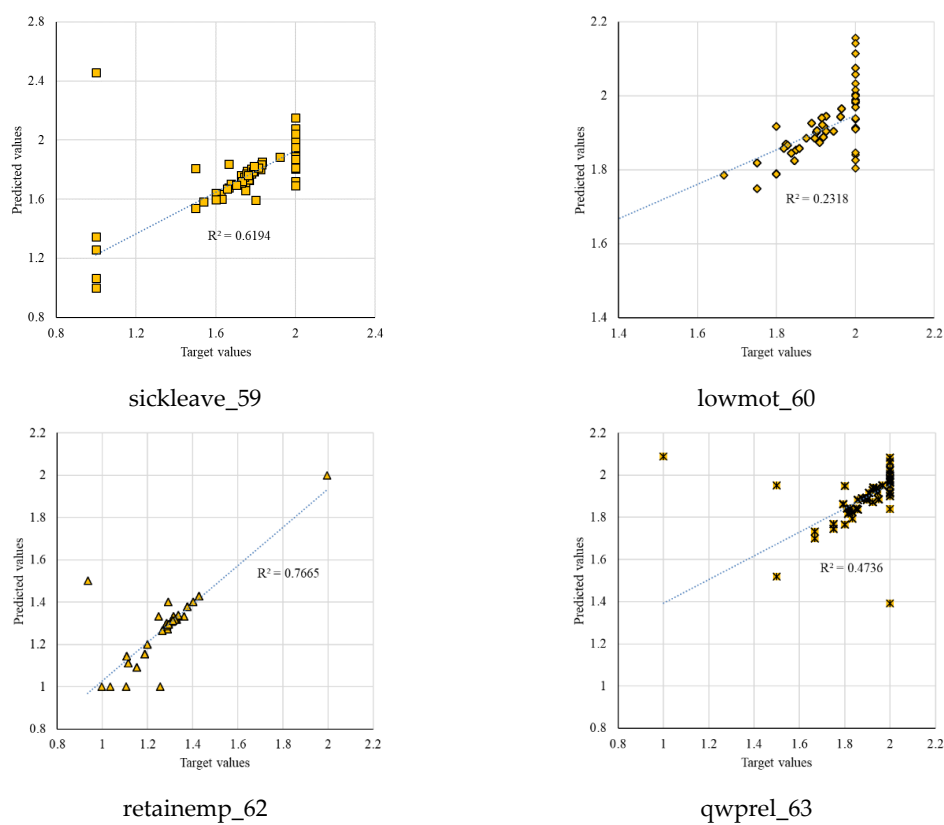 2.8
2.4
2
1.6
1.2
0.8
Predicted values
R² = 0.6194
0.8 1.2 1.6 2 2.4
Target values
sickleave_59
2.2
2
1.8
1.6
1.4
Predicted values
R² = 0.2318
1.4 1.6 1.8 2 2.2
Target values
lowmot_60
2.2
2
1.8
1.6
1.4
1.2
1
0.8
Predicted values
R² = 0.7665
0.8 1 1.2 1.4 1.6 1.8 2 2.2
Target values
retainemp_62
2.2
2
1.8
1.6
1.4
1.2
1
0.8
Predicted values
R² = 0.4736
0.8 1 1.2 1.4 1.6 1.8 2 2.2
Target values
qwprel_63